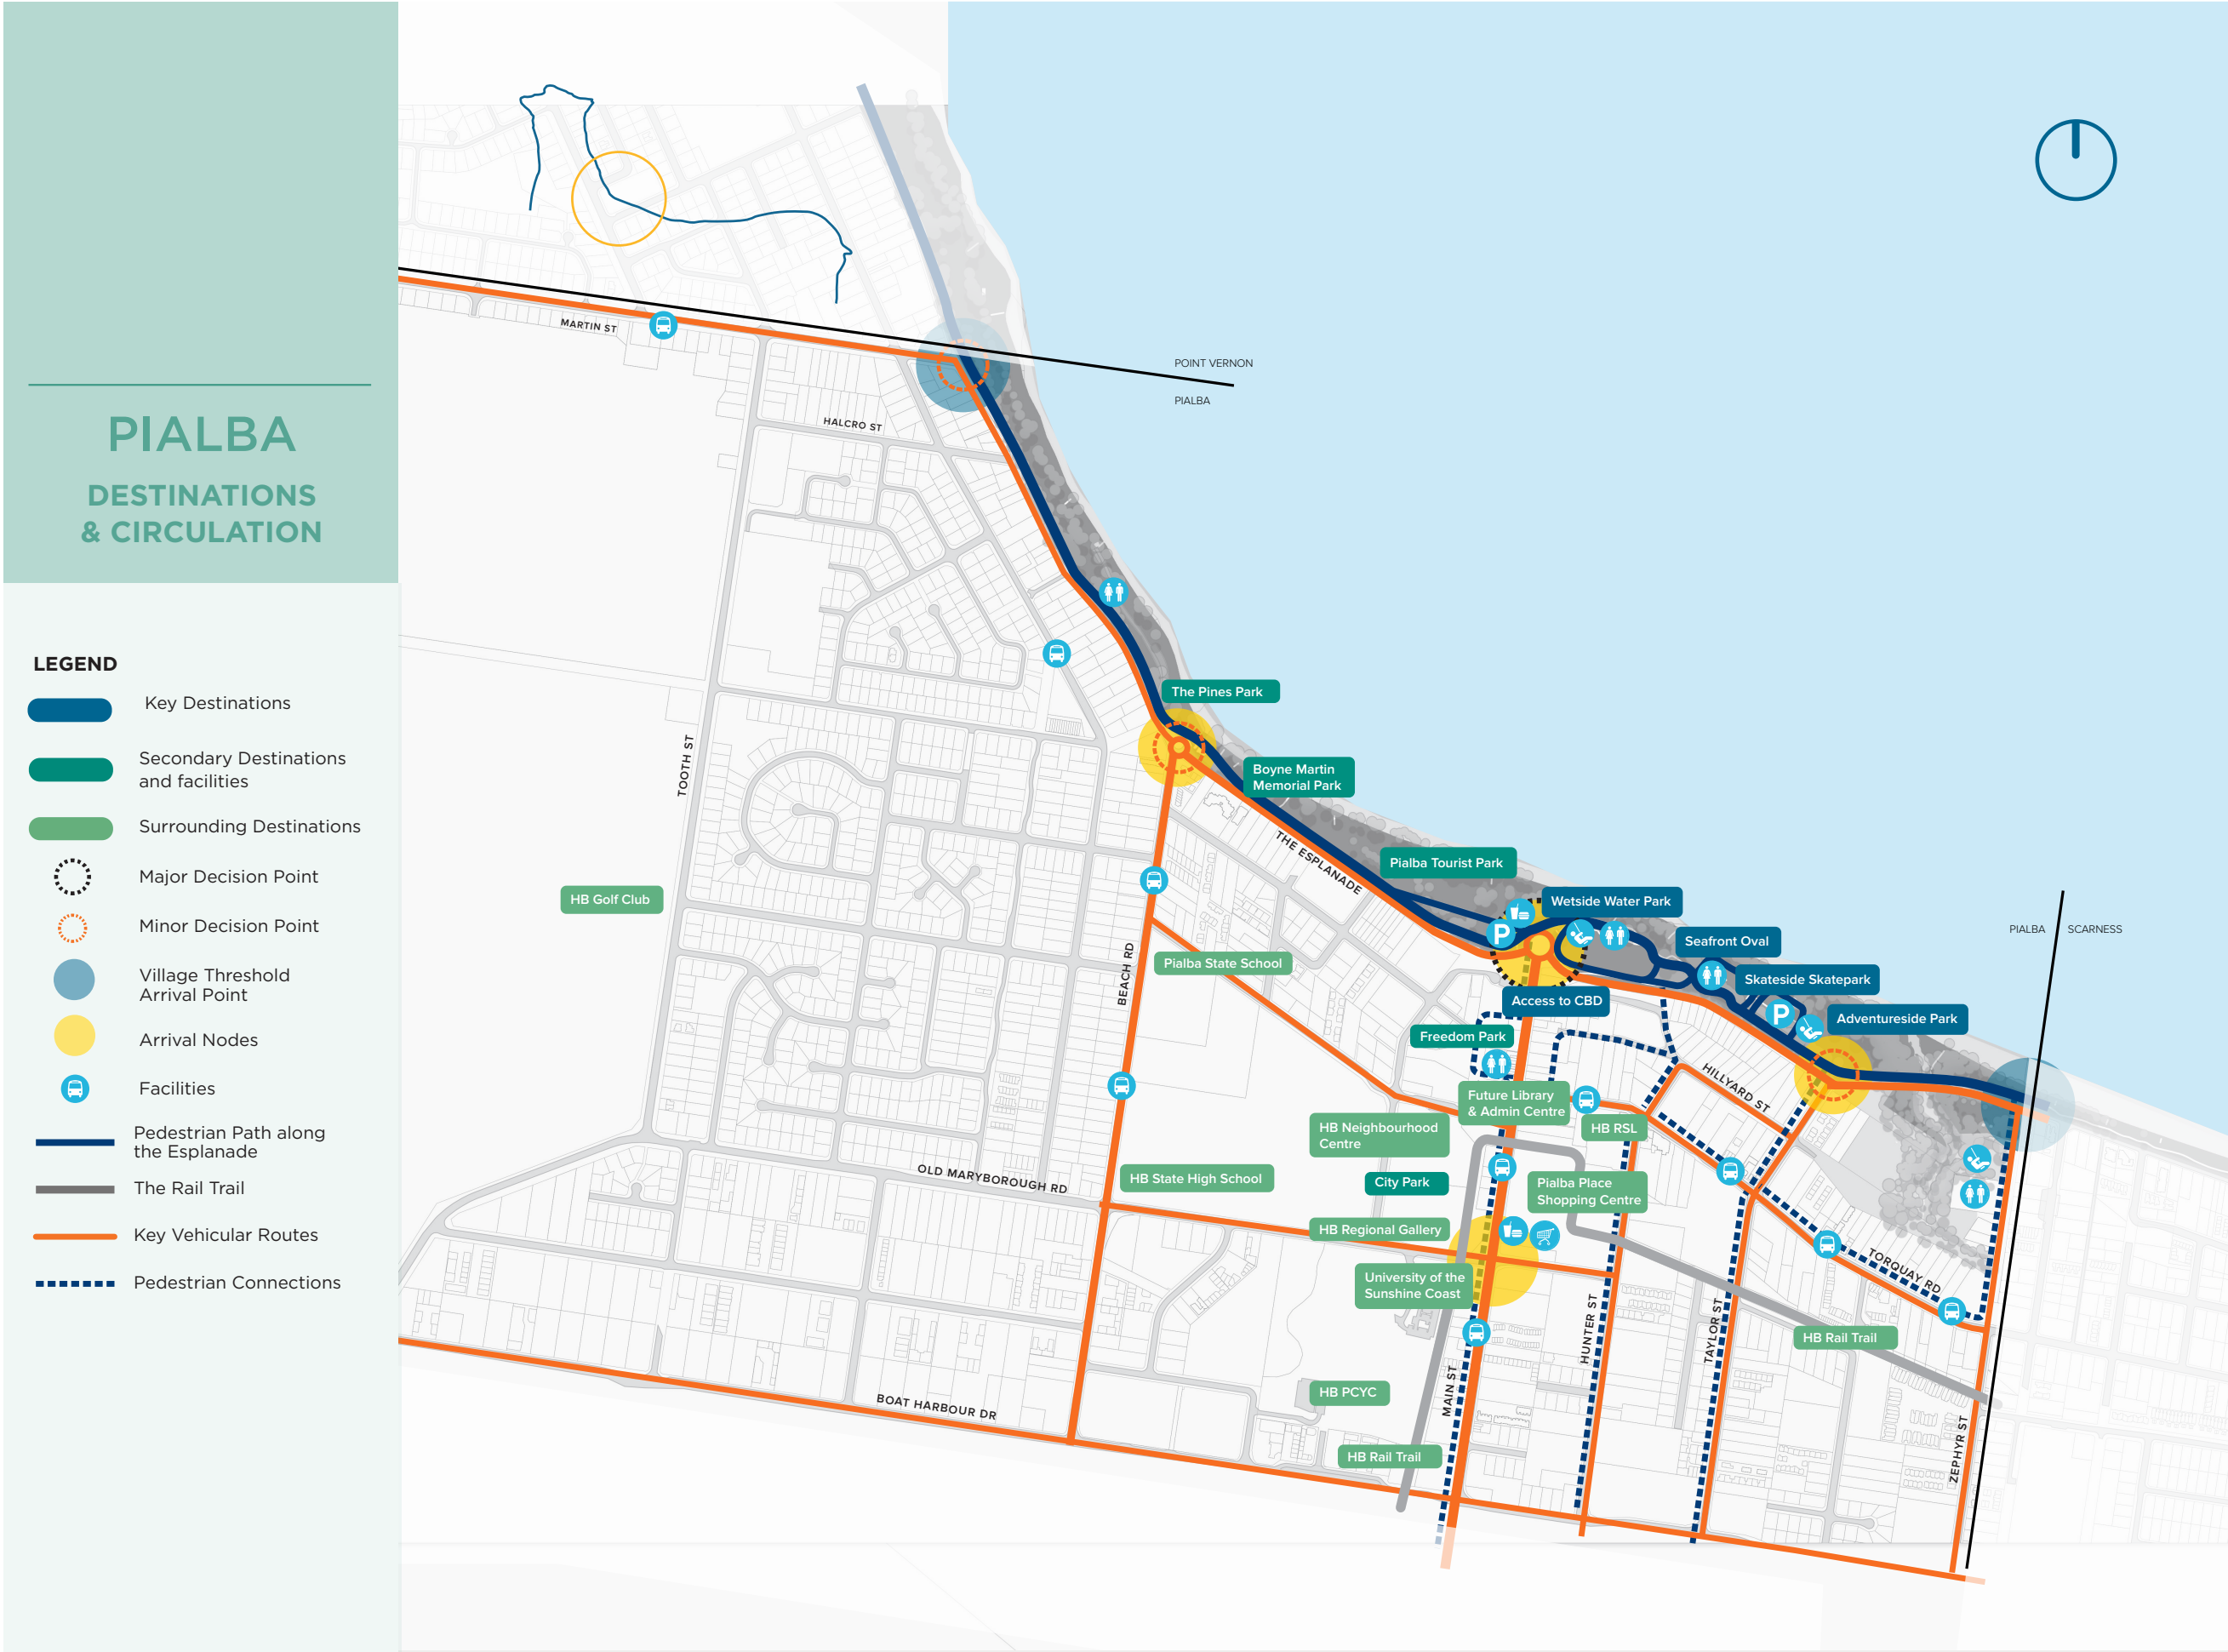 PIALBA
DESTINATIONS
& CIRCULATION
LEGEND
Key Destinations
Secondary Destinations
and facilities
Surrounding Destinations
Major Decision Point
Minor Decision Point
Village Threshold
Arrival Point
Arrival Nodes
Facilities
Pedestrian Path along
the Esplanade
The Rail Trail
Key Vehicular Routes
Pedestrian Connections
MARTIN ST
POINT VERNON
PIALBA
HALCRO ST
The Pines Park
TOOTH ST
Boyne Martin
Memorial Park
THE ESPLANADE
Pialba Tourist Park
HB Golf Club
Wetside Water Park
P
PIALBA
SCARNESS
Seafront Oval
Pialba State School
BEACH RD
Skateside Skatepark
Access to CBD
P
Adventureside Park
Freedom Park
HILLYARD ST
Future Library
& Admin Centre
HB Neighbourhood
Centre
HB RSL
OLD MARYBOROUGH RD
HB State High School
City Park
Pialba Place
Shopping Centre
HB Regional Gallery
University of the
Sunshine Coast
TORQUAY RD
HUNTER ST
TAYLOR ST
HB Rail Trail
BOAT HARBOUR DR
HB PCYC
MAIN ST
HB Rail Trail
ZEPHYR ST